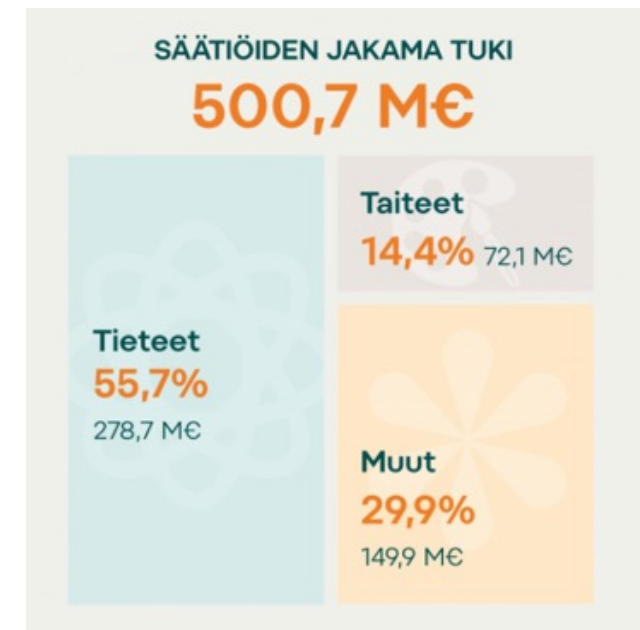 SÄÄTIÖIDEN JAKAMA TUKI
500,7 M€
Tieteet
55,7%
278,7 M€
Taiteet
14,4% 72,1 M€
Muut
29,9%
149,9 M€